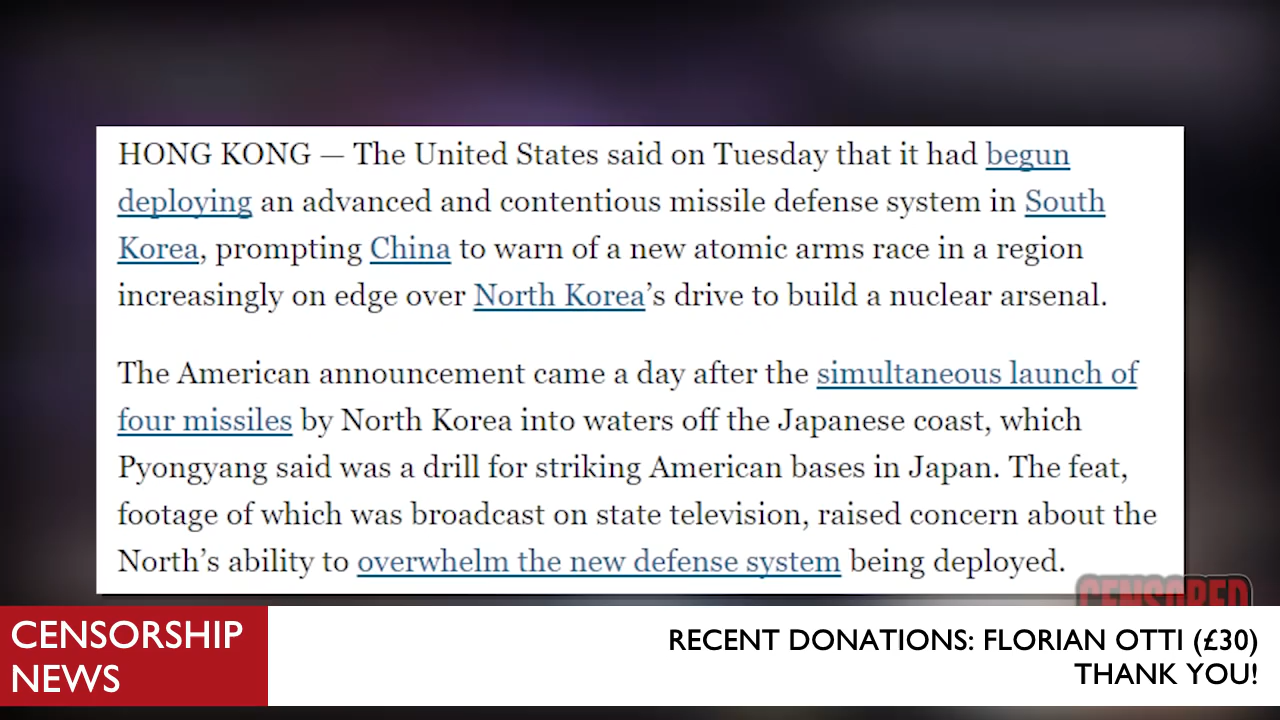 HONG KONG — The United States said on Tuesday that it had begun
deploying an advanced and contentious missile defense system in South
Korea, prompting China to warn of a new atomic arms race in a region
increasingly on edge over North Korea’s drive to build a nuclear arsenal.
The American announcement came a day after the simultaneous launch of
four missiles by North Korea into waters off the Japanese coast, which
Pyongyang said was a drill for striking American bases in Japan. The feat,
footage of which was broadcast on state television, raised concern about the
North’s ability to overwhelm the new defense system being deployed.
CENSORED
CENSORSHIP
NEWS
RECENT DONATIONS: FLORIAN OTTI (£30)
THANK YOU!